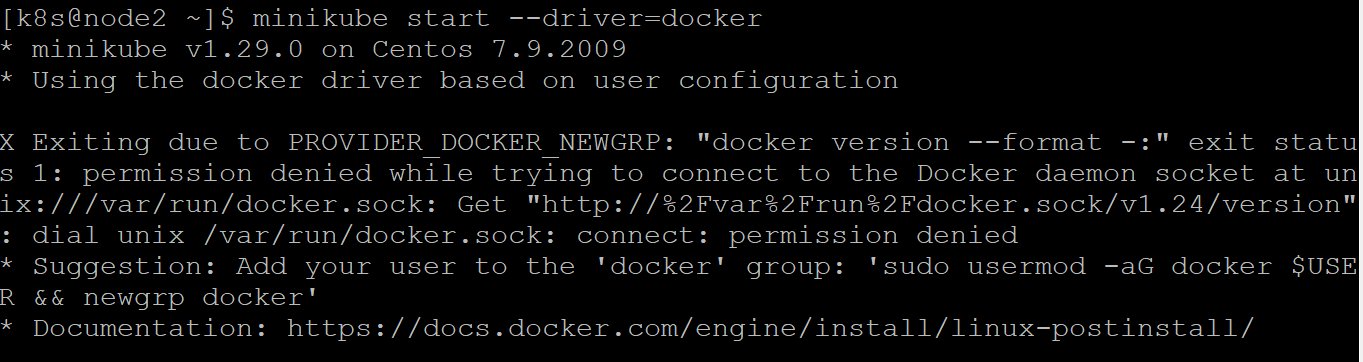 [k8s@node2 ~]$ minikube start --driver=docker
* minikube v1.29.0 on Centos 7.9.2009
* Using the docker driver based on user configuration
X Exiting due to PROVIDER_DOCKER_NEWGRP: "docker version --format -:" exit statu
s 1: permission denied while trying to connect to the Docker daemon socket at un
ix:///var/run/docker.sock: Get "http://%2Fvar%2Frun%2Fdocker.sock/v1.24/version"
: dial unix /var/run/docker.sock: connect: permission denied
* Suggestion: Add your user to the 'docker' group: 'sudo usermod -aG docker $USE
R && newgrp docker'
* Documentation: https://docs.docker.com/engine/install/linux-postinstall/